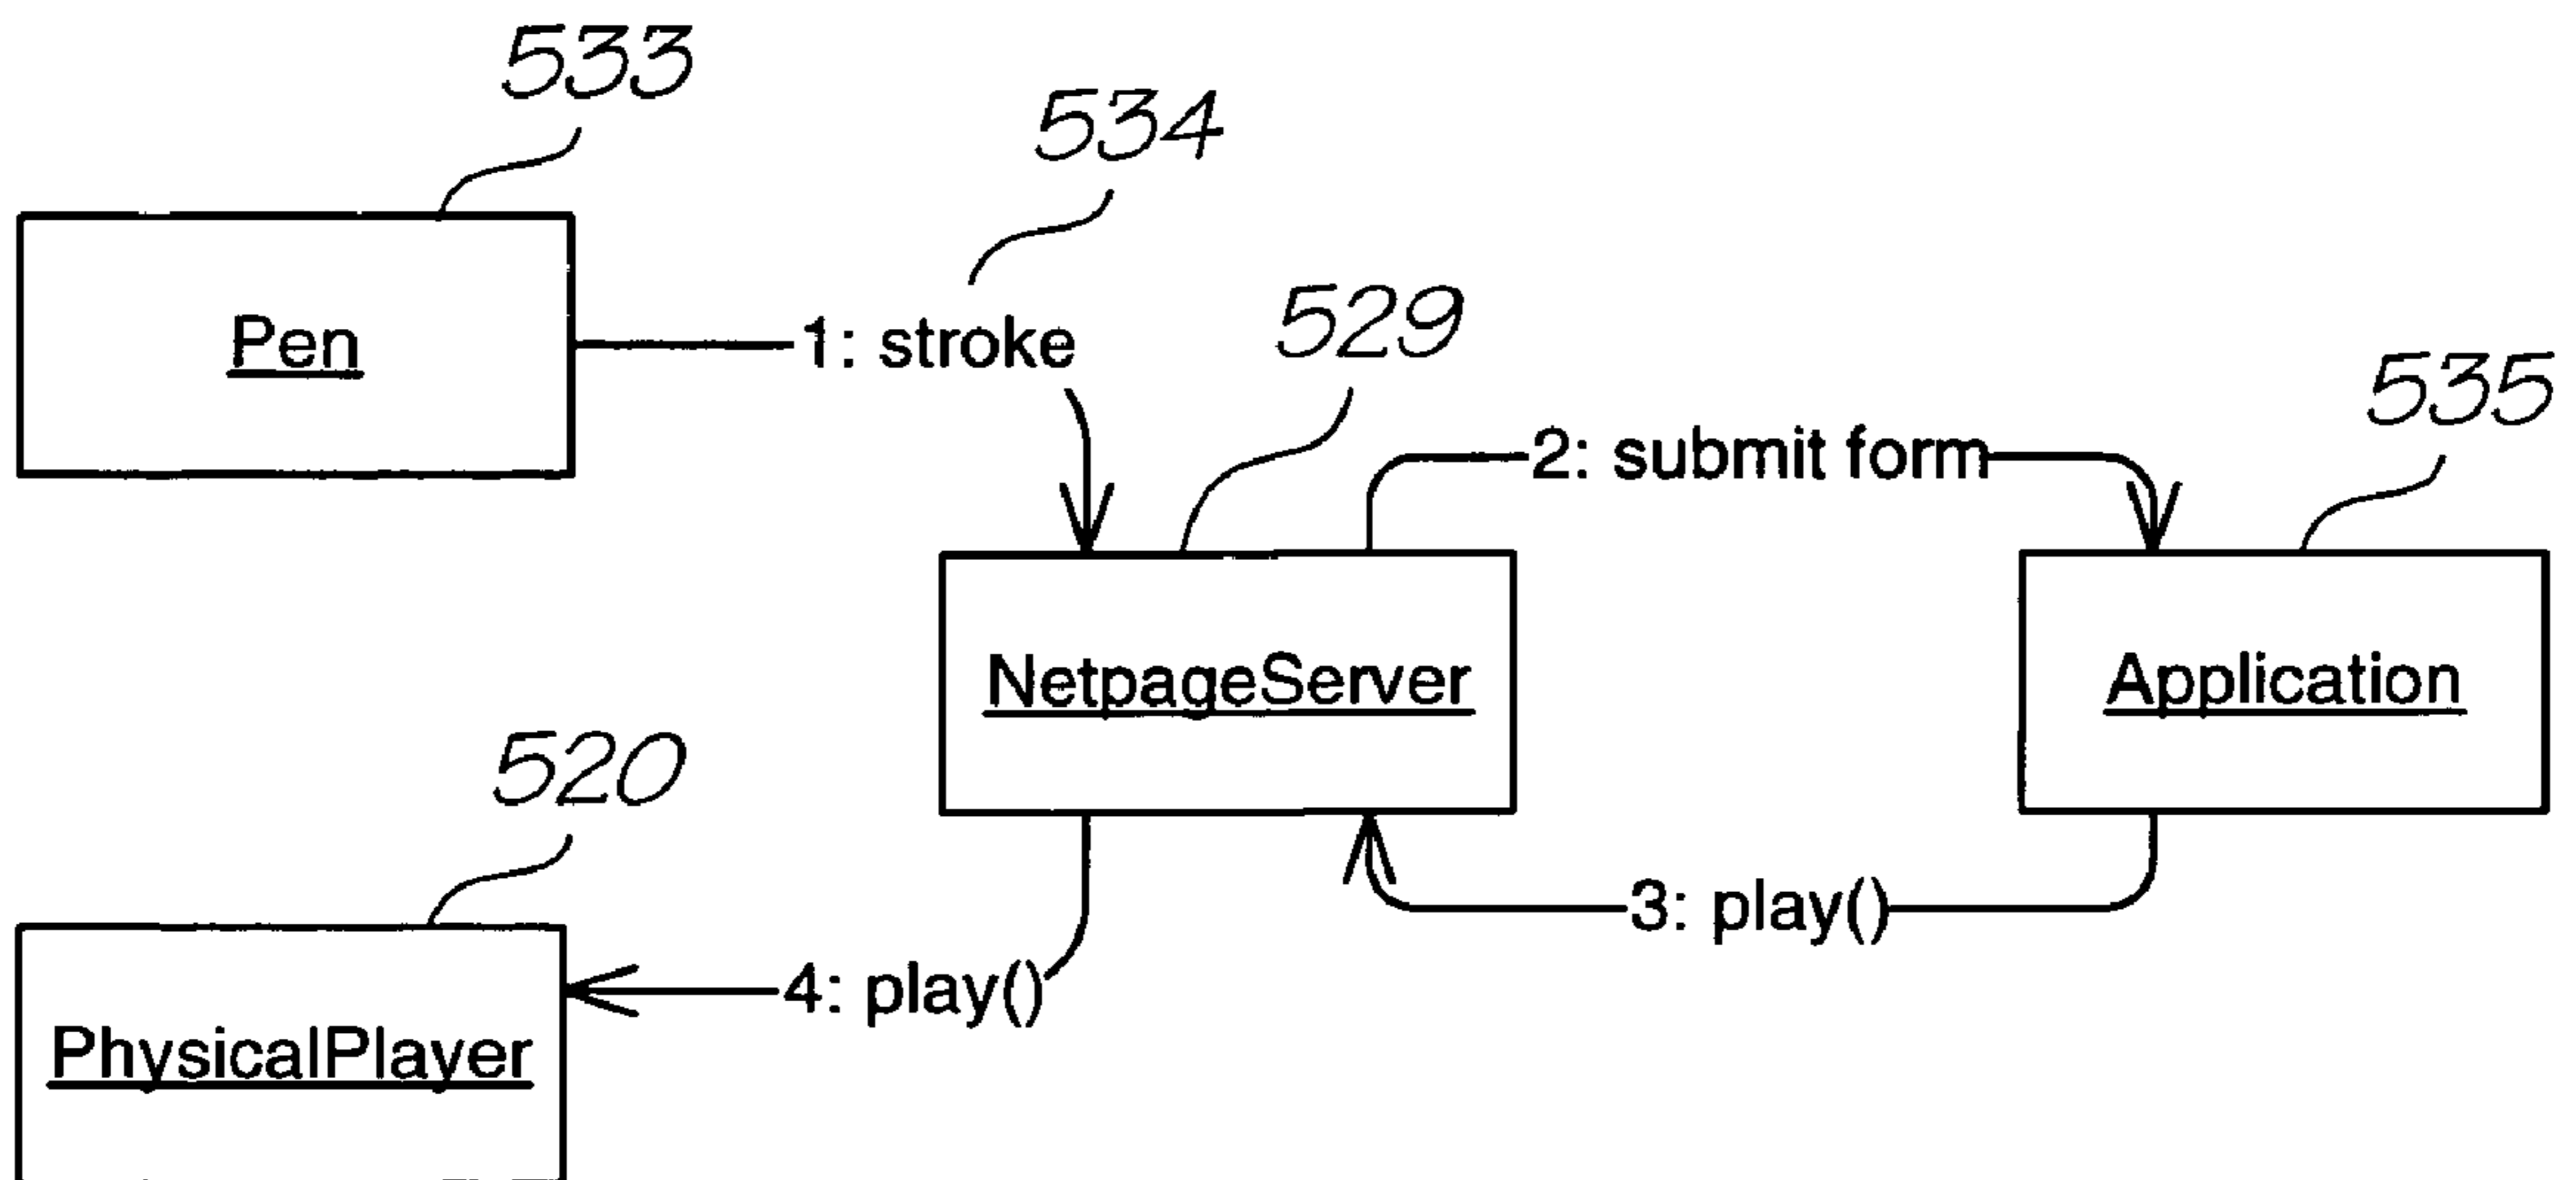 533
534
Pen
1: stroke
529
535
2: submit form
NetpageServer
Application
520
3: play()
4: play()
PhysicalPlayer